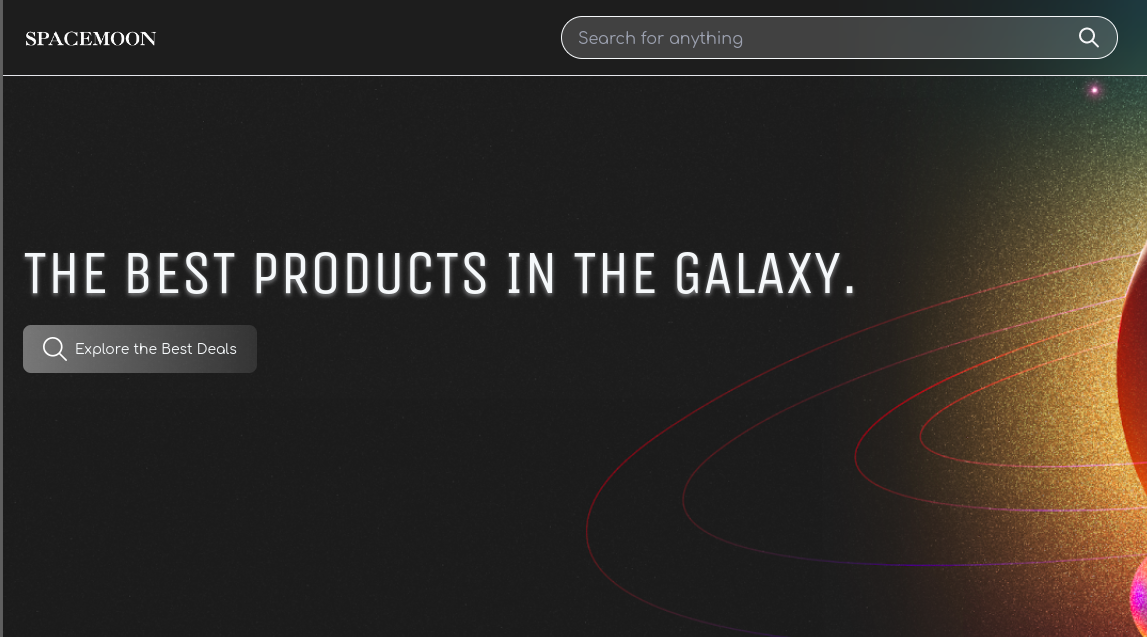 SPACEMOON
Search for anything
THE BEST PRODUCTS IN THE GALAXY.
Explore the Best Deals